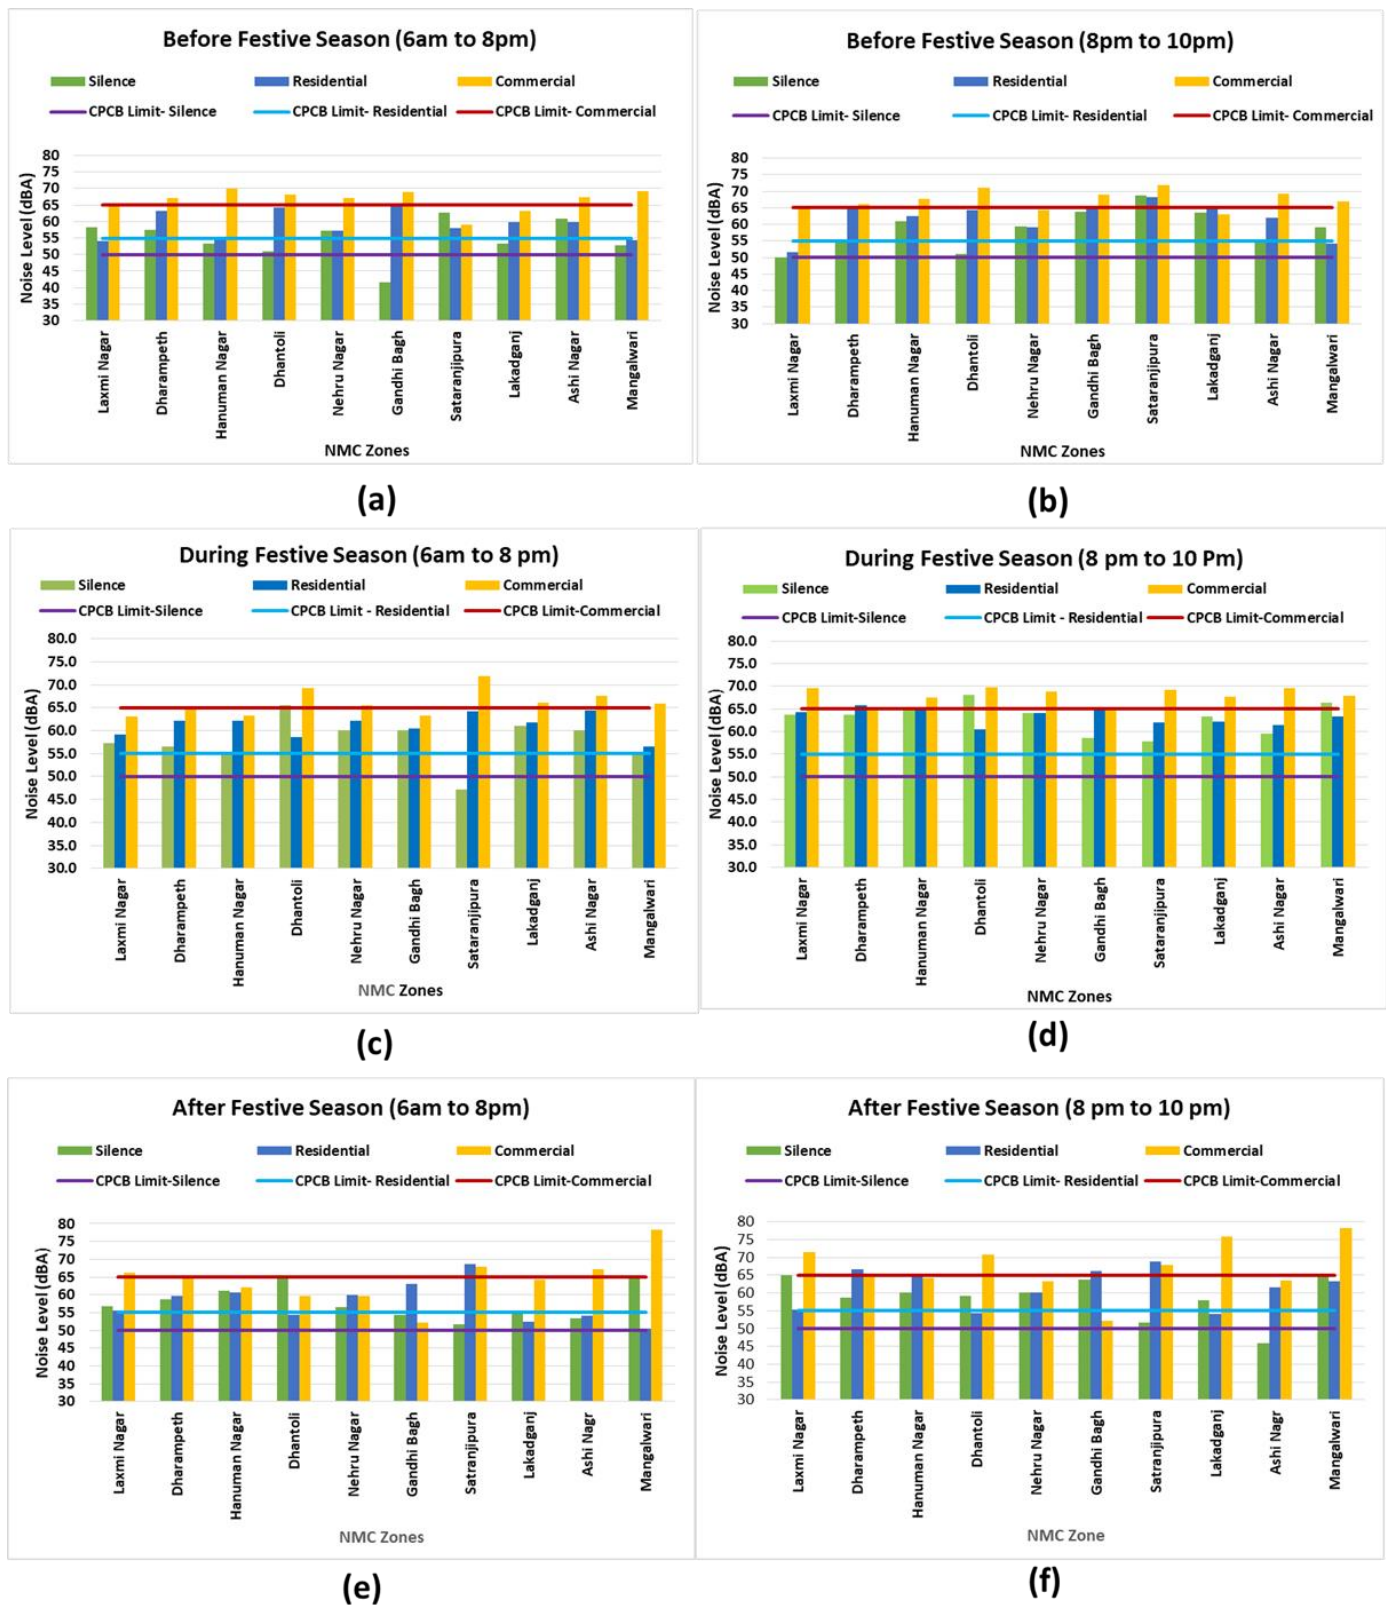 Before Festive Season (6am to 8pm)
Silence Residential Commercial
CPCB Limit- Silence CPCB Limit- Residential CPCB Limit- Commercial
80
75
70
65
60
55
50
45
40
35
30
Noise Level (dBA)
Laxmi Nagar
Dharampeth
Hanuman Nagar
Dhantoli
Nehru Nagar
Gandhi Bagh
Sataranjipura
Lakadganj
Ashi Nagar
Mangalwari
NMC Zones
(a)
Before Festive Season (8pm to 10pm)
Silence Residential Commercial
CPCB Limit- Silence CPCB Limit- Residential CPCB Limit- Commercial
80
75
70
65
60
55
50
45
40
35
30
Noise Level (dBA)
Laxmi Nagar
Dharampeth
Hanuman Nagar
Dhantoli
Nehru Nagar
Gandhi Bagh
Sataranjipura
Lakadganj
Ashi Nagar
Mangalwari
NMC Zones
(b)
During Festive Season (6am to 8 pm)
Silence Residential Commercial
CPCB Limit-Silence CPCB Limit - Residential CPCB Limit-Commercial
80.0
75.0
70.0
65.0
60.0
55.0
50.0
45.0
40.0
35.0
30.0
Noise Level (dBA)
Laxmi Nagar
Dharampeth
Hanuman Nagar
Dhantoli
Nehru Nagar
Gandhi Bagh
Sataranjipura
Lakadganj
Ashi Nagar
Mangalwari
NMC Zones
(c)
During Festive Season (8 pm to 10 Pm)
Silence Residential Commercial
CPCB Limit-Silence CPCB Limit - Residential CPCB Limit-Commercial
80.0
75.0
70.0
65.0
60.0
55.0
50.0
45.0
40.0
35.0
30.0
Noise Level (dBA)
Laxmi Nagar
Dharampeth
Hanuman Nagar
Dhantoli
Nehru Nagar
Gandhi Bagh
Sataranjipura
Lakadganj
Ashi Nagar
Mangalwari
NMC Zones
(d)
After Festive Season (6am to 8pm)
Silence Residential Commercial
CPCB Limit-Silence CPCB Limit- Residential CPCB Limit-Commercial
80
75
70
65
60
55
50
45
40
35
30
Noise Level (dBA)
Laxmi Nagar
Dharampeth
Hanuman Nagar
Dhantoli
Nehru Nagar
Gandhi Bagh
Satranjipura
Lakadganj
Ashi Nagr
Mangalwari
NMC Zones
(e)
After Festive Season (8 pm to 10 pm)
Silence Residential Commercial
CPCB Limit-Silence CPCB Limit- Residential CPCB Limit-Commercial
80
75
70
65
60
55
50
45
40
35
30
Noise Level (dBA)
Laxmi Nagar
Dharampeth
Hanuman Nagar
Dhantoli
Nehru Nagar
Gandhi Bagh
Satranjipura
Lakadganj
Ashi Nagr
Mangalwari
NMC Zone
(f)